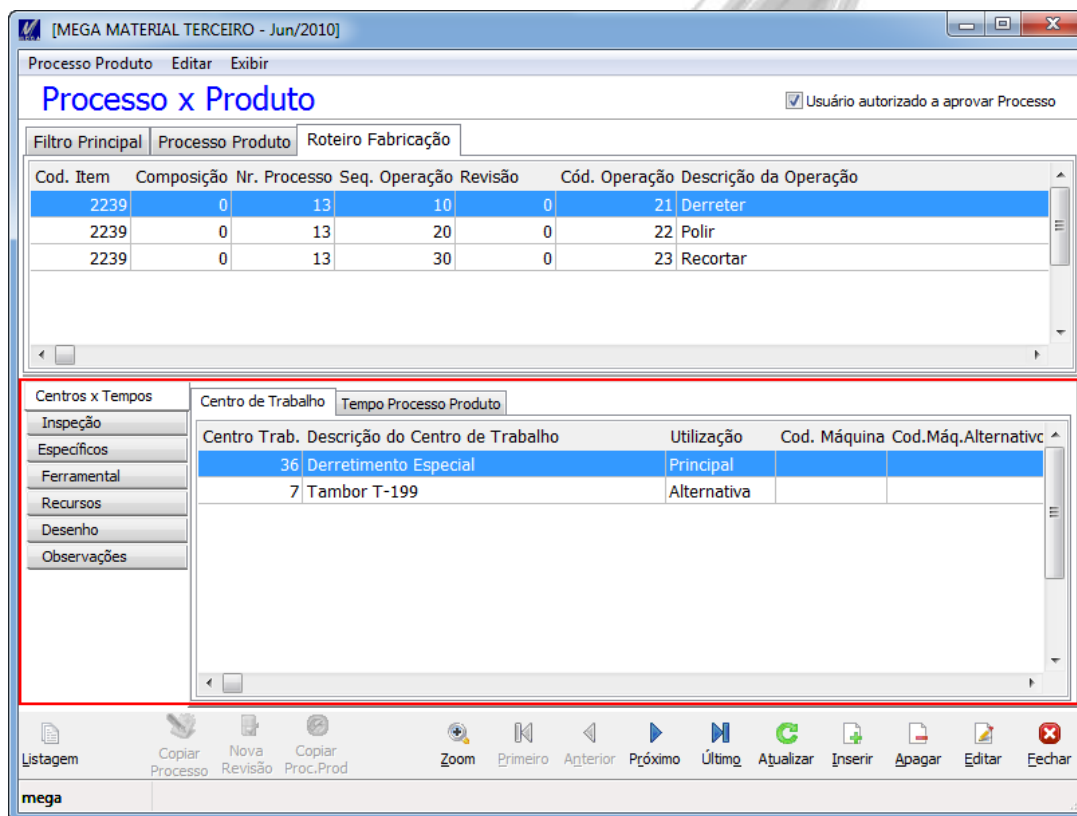 [MEGA MATERIAL TERCEIRO - Jun/2010]
Processo Produto Editar Exibir
Processo x Produto
Usuário autorizado a aprovar Processo
Filtro Principal Processo Produto Roteiro Fabricação
Cod. Item Composição Nr. Processo Seq. Operação Revisão Cód. Operação Descrição da Operação
2239 0 13 10 0 21 Derreter
2239 0 13 20 0 22 Polir
2239 0 13 30 0 23 Recortar
Centros x Tempos
Inspeção
Específicos
Ferramental
Recursos
Desenho
Observações
Centro de Trabalho Tempo Processo Produto
Centro Trab. Descrição do Centro de Trabalho Utilização Cod. Máquina Cod.Máq.Alternativo
36 Derretimento Especial Principal
7 Tambor T-199 Alternativa
Listagem Copiar Processo Nova Revisão Copiar Proc.Prod Zoom Primeiro Anterior Próximo Último Atualizar Inserir Apagar Editar Fechar
mega